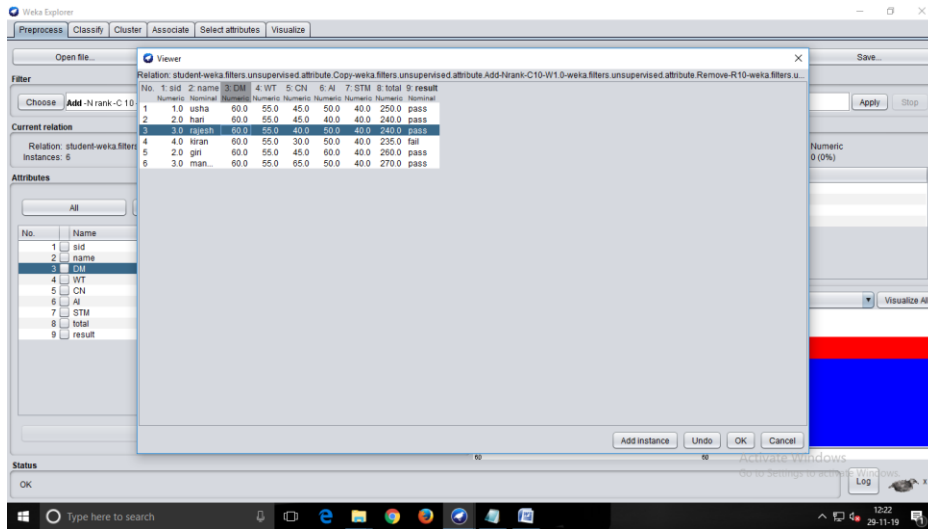 Weka Explorer
Preprocess Classify Cluster Associate Select attributes Visualize
Open file... Save...
Viewer
Filter
Relation: student-weka.filters.unsupervised.attribute.Copy-weka.filters.unsupervised.attribute.Add-Nrank-C10-W1.0-weka.filters.unsupervised.attribute.Remove-R10-weka.filters.u...
No. 1: sid 2: name 3: DM 4: WT 5: CN 6: AI 7: STM 8: total 9: result
Numeric Nominal Numeric Numeric Numeric Numeric Numeric Numeric Nominal
1 1.0 usha 60.0 55.0 45.0 50.0 40.0 250.0 pass
2 2.0 hari 60.0 55.0 45.0 40.0 40.0 240.0 pass
3 3.0 rajesh 60.0 55.0 40.0 50.0 40.0 240.0 pass
4 4.0 kiran 60.0 55.0 30.0 50.0 40.0 235.0 fail
5 2.0 giri 60.0 55.0 45.0 60.0 40.0 260.0 pass
6 3.0 man... 60.0 55.0 65.0 50.0 40.0 270.0 pass
Choose Add -N rank -C 10 Apply Stop
Current relation
Relation: student-weka.filters
Instances: 6
Numeric
0 (0%)
Attributes
All
No. Name
1 sid
2 name
3 DM
4 WT
5 CN
6 AI
7 STM
8 total
9 result
Visualize All
Add instance Undo OK Cancel
60 60
Activate Windows
Go to Settings to activate Windows.
Status
OK
Log
x
Type here to search
12:22
29-11-19